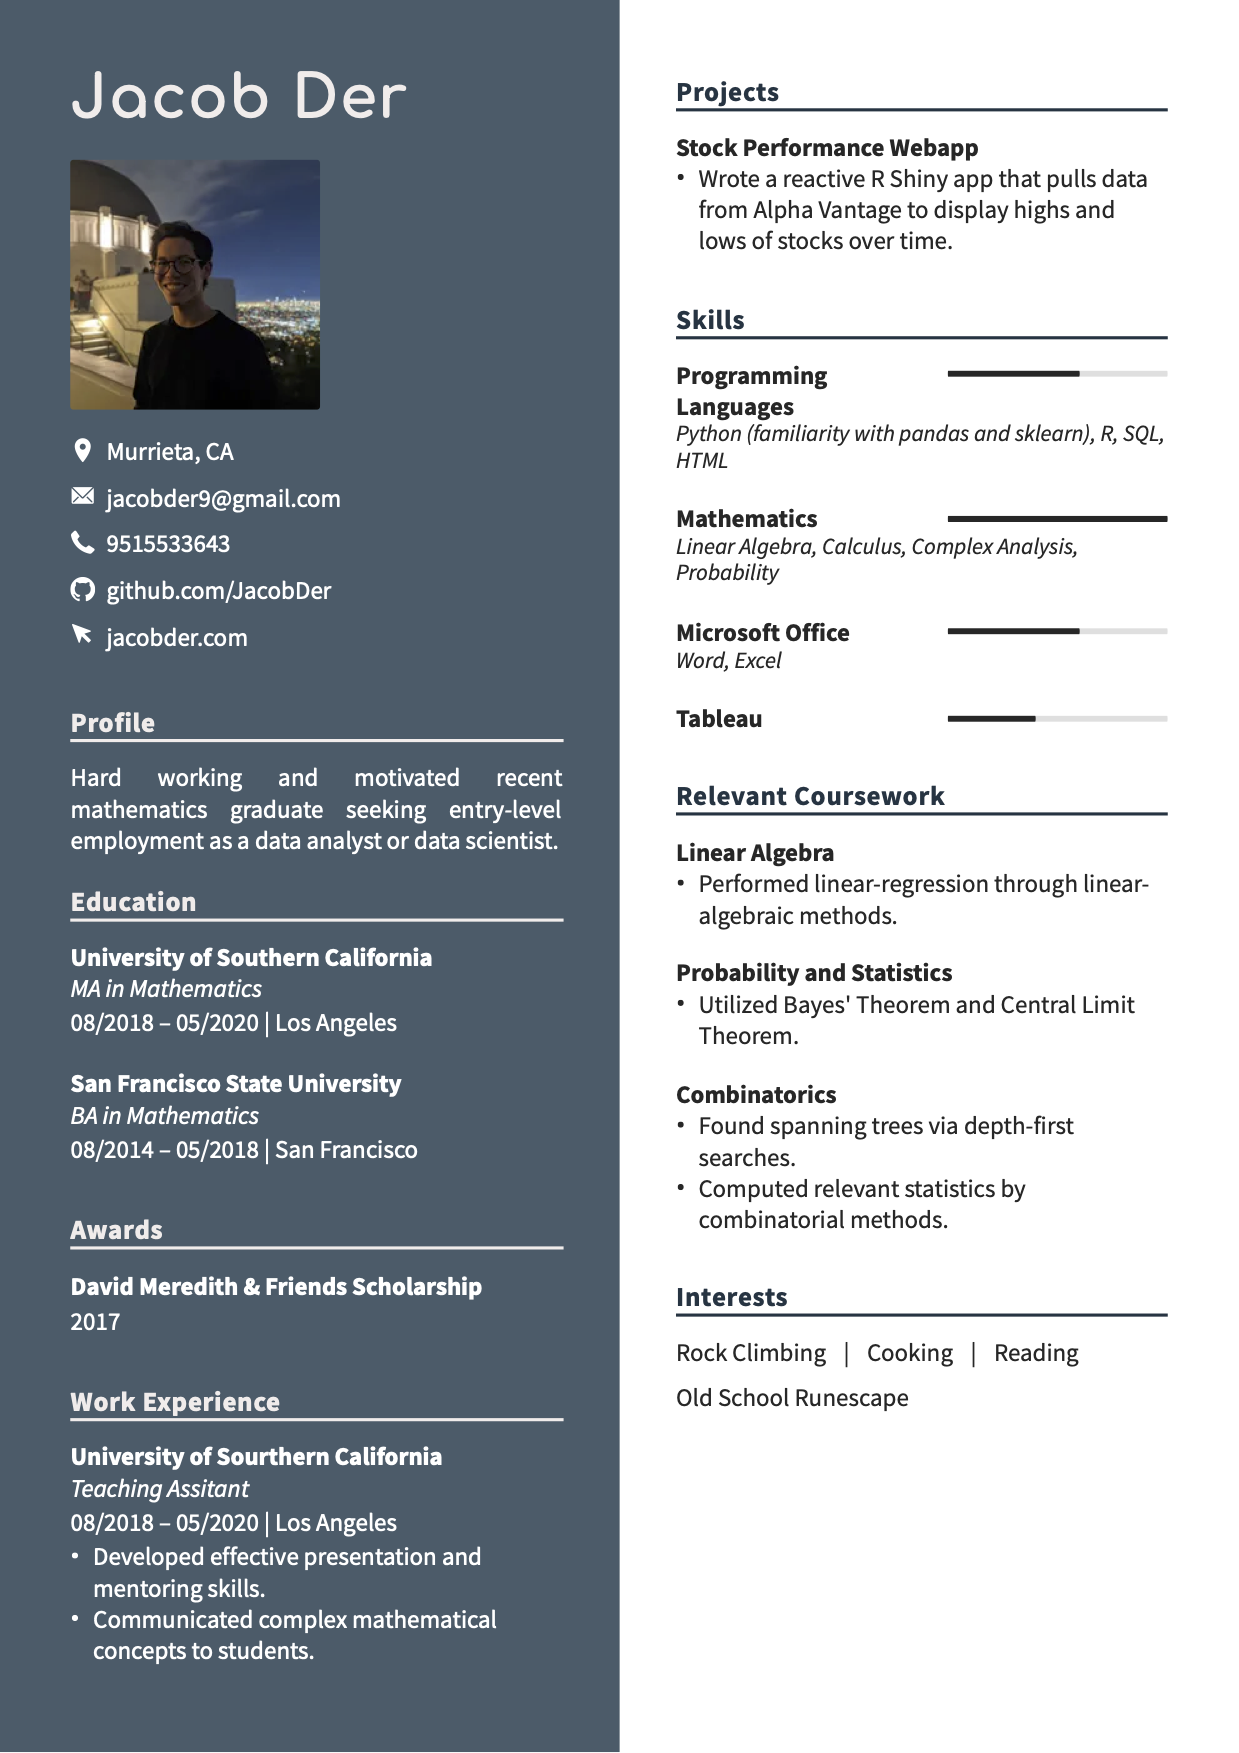 Jacob Der
Murrieta, CA
jacobder9@gmail.com
9515533643
github.com/JacobDer
jacobder.com
Profile
Hard working and motivated recent
mathematics graduate seeking entry-level
employment as a data analyst or data scientist.
Education
University of Southern California
MA in Mathematics
08/2018 – 05/2020 | Los Angeles
San Francisco State University
BA in Mathematics
08/2014 – 05/2018 | San Francisco
Awards
David Meredith & Friends Scholarship
2017
Work Experience
University of Sourthern California
Teaching Assitant
08/2018 – 05/2020 | Los Angeles
• Developed effective presentation and
mentoring skills.
• Communicated complex mathematical
concepts to students.
Projects
Stock Performance Webapp
• Wrote a reactive R Shiny app that pulls data
from Alpha Vantage to display highs and
lows of stocks over time.
Skills
Programming
Languages
Python (familiarity with pandas and sklearn), R, SQL,
HTML
Mathematics
Linear Algebra, Calculus, Complex Analysis,
Probability
Microsoft Office
Word, Excel
Tableau
Relevant Coursework
Linear Algebra
• Performed linear-regression through linear-
algebraic methods.
Probability and Statistics
• Utilized Bayes' Theorem and Central Limit
Theorem.
Combinatorics
• Found spanning trees via depth-first
searches.
• Computed relevant statistics by
combinatorial methods.
Interests
Rock Climbing | Cooking | Reading
Old School Runescape